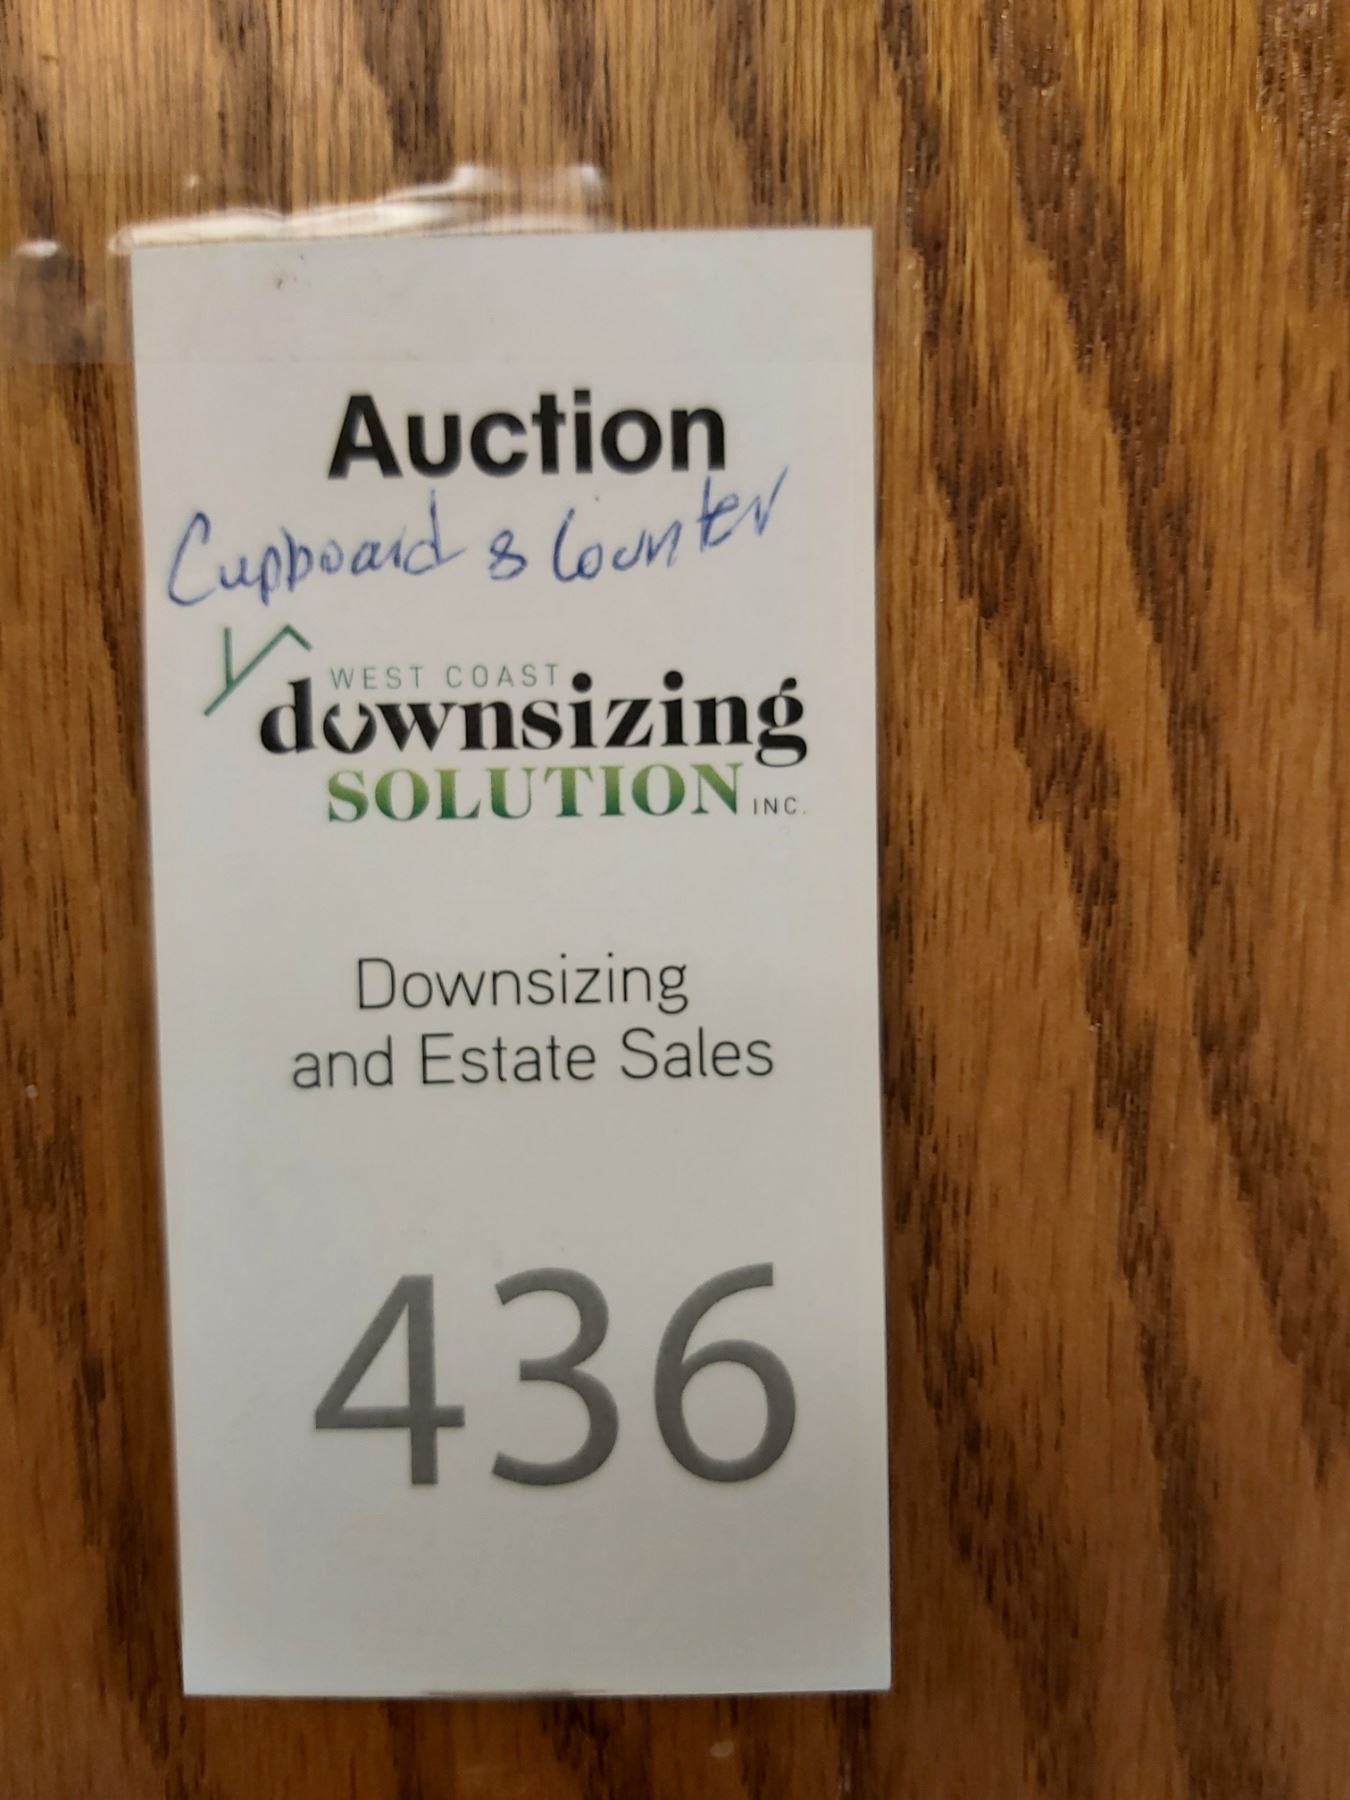 Auction
Cupboard & Counter
WEST COAST
downsizing
SOLUTION INC.
Downsizing
and Estate Sales
436